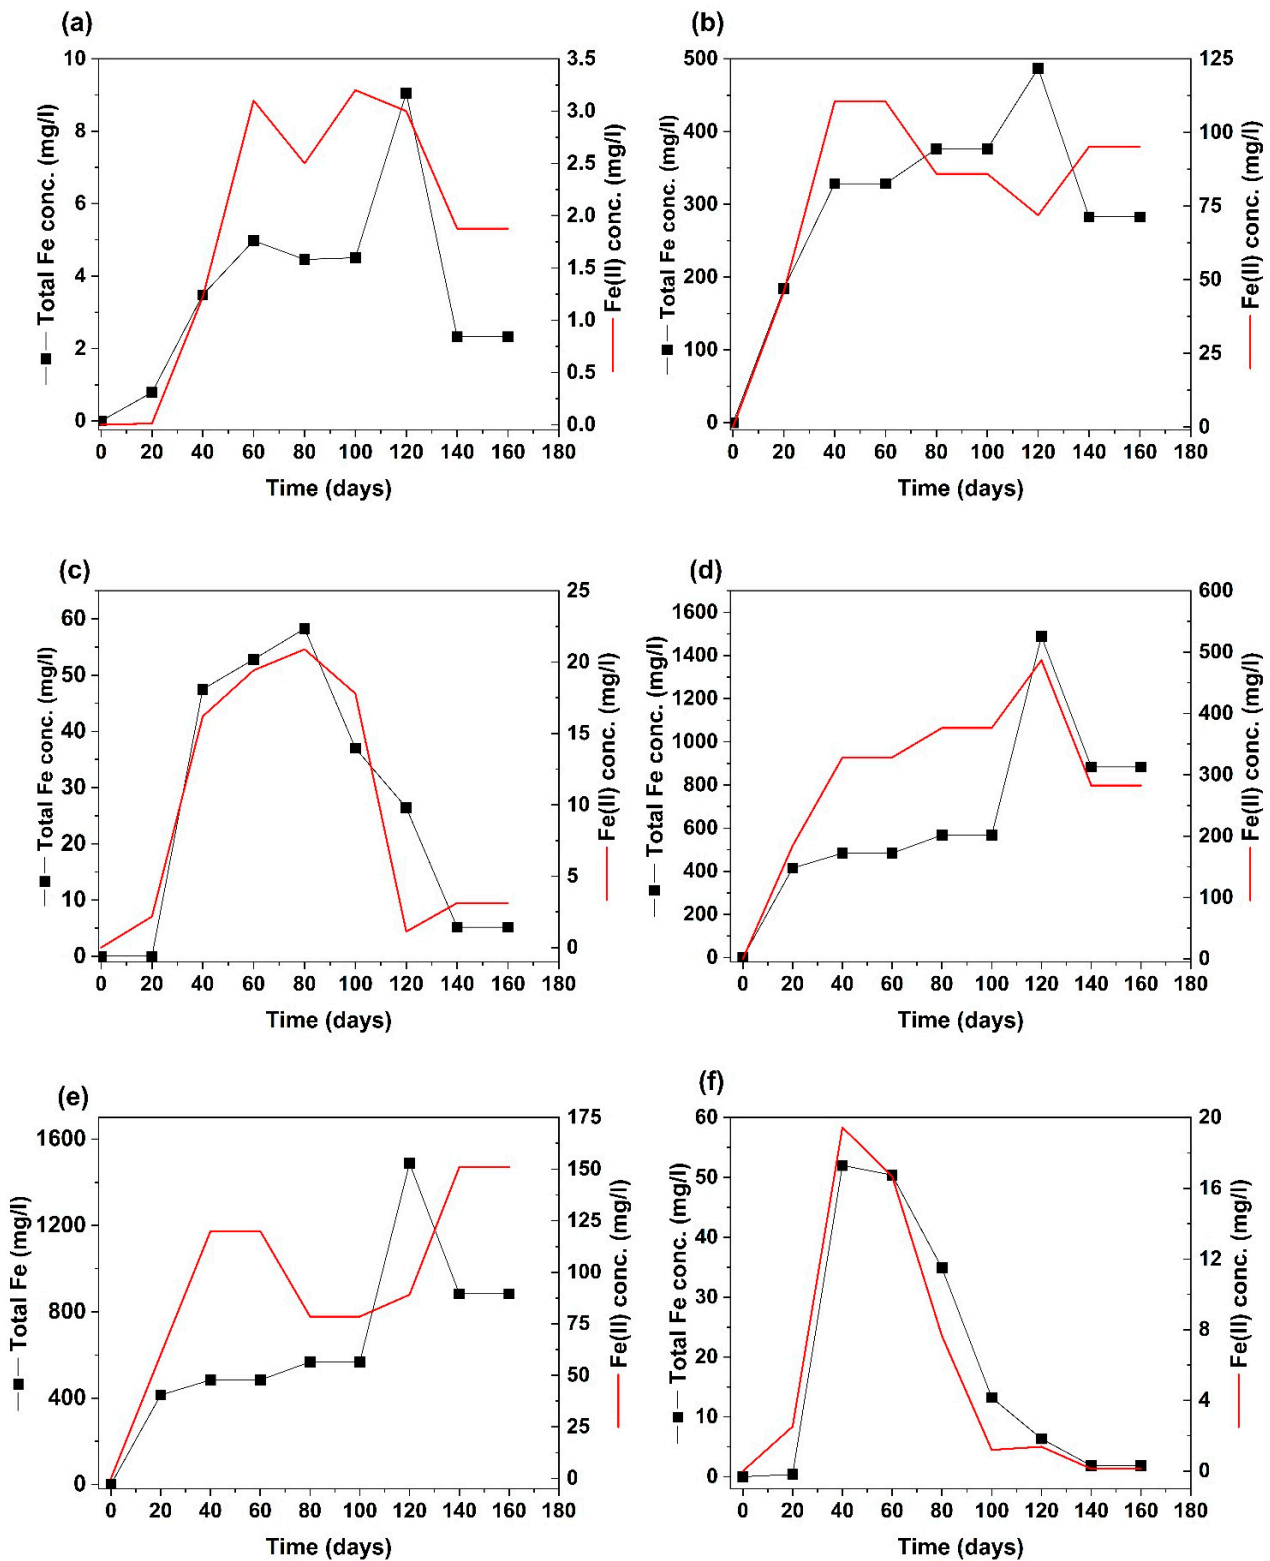 (a)
10
8
6
4
2
0
Total Fe conc. (mg/l)
3.5
3.0
2.5
2.0
1.5
1.0
0.5
0.0
Fe(II) conc. (mg/l)
0 20 40 60 80 100 120 140 160 180
Time (days)
(b)
500
400
300
200
100
0
Total Fe conc. (mg/l)
125
100
75
50
25
0
Fe(II) conc. (mg/l)
0 20 40 60 80 100 120 140 160 180
Time (days)
(c)
60
50
40
30
20
10
0
Total Fe conc. (mg/l)
25
20
15
10
5
0
Fe(II) conc. (mg/l)
0 20 40 60 80 100 120 140 160 180
Time (days)
(d)
1600
1400
1200
1000
800
600
400
200
0
Total Fe conc. (mg/l)
600
500
400
300
200
100
0
Fe(II) conc. (mg/l)
0 20 40 60 80 100 120 140 160 180
Time (days)
(e)
1600
1200
800
400
0
Total Fe (mg/l)
175
150
125
100
75
50
25
0
Fe(II) conc. (mg/l)
0 20 40 60 80 100 120 140 160 180
Time (days)
(f)
60
50
40
30
20
10
0
Total Fe conc. (mg/l)
20
16
12
8
4
0
Fe(II) conc. (mg/l)
0 20 40 60 80 100 120 140 160 180
Time (days)